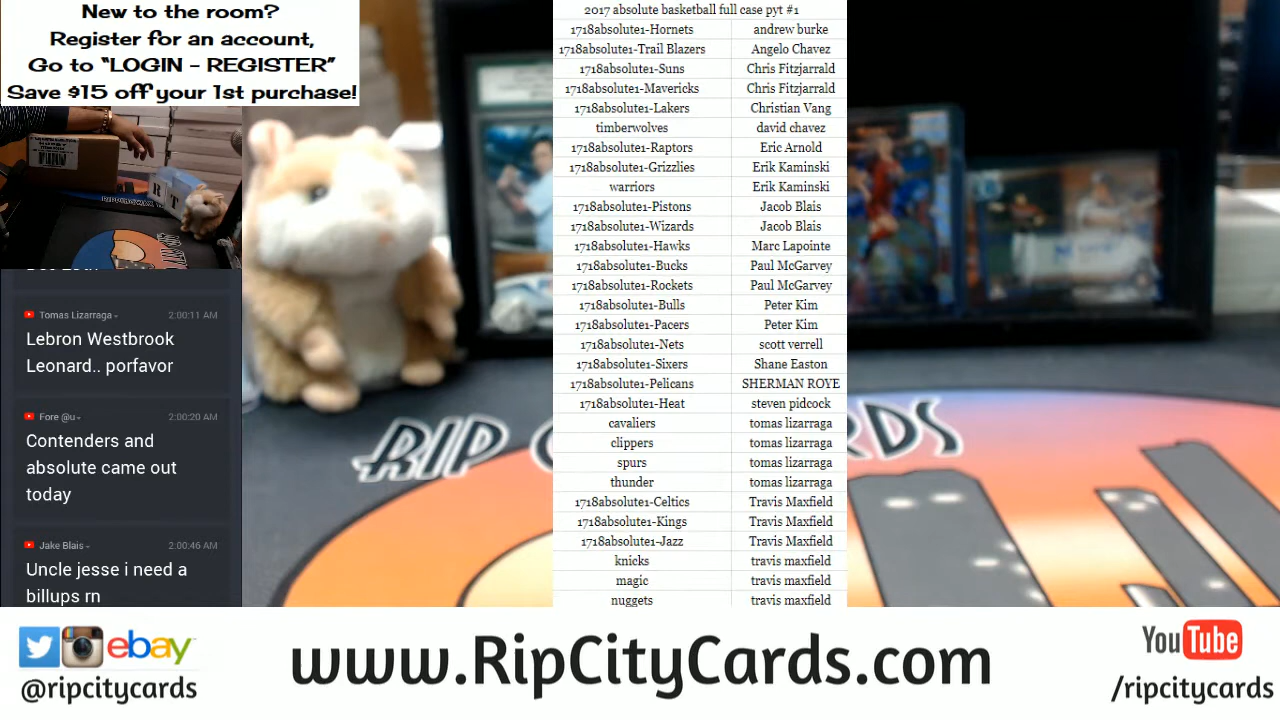 New to the room?
Register for an account,
Go to “LOGIN - REGISTER”
Save $15 off your 1st purchase!
Tomas Lizarraga 2:00:11 AM
Lebron Westbrook
Leonard.. porfavor
Fore @u 2:00:20 AM
Contenders and
absolute came out
today
Jake Blais 2:00:46 AM
Uncle jesse i need a
billups rn
2017 absolute basketball full case pyt #1
1718absolute1-Hornets andrew burke
1718absolute1-Trail Blazers Angelo Chavez
1718absolute1-Suns Chris Fitzjarrald
1718absolute1-Mavericks Chris Fitzjarrald
1718absolute1-Lakers Christian Vang
timberwolves david chavez
1718absolute1-Raptors Eric Arnold
1718absolute1-Grizzlies Erik Kaminski
warriors Erik Kaminski
1718absolute1-Pistons Jacob Blais
1718absolute1-Wizards Jacob Blais
1718absolute1-Hawks Marc Lapointe
1718absolute1-Bucks Paul McGarvey
1718absolute1-Rockets Paul McGarvey
1718absolute1-Bulls Peter Kim
1718absolute1-Pacers Peter Kim
1718absolute1-Nets scott verrell
1718absolute1-Sixers Shane Easton
1718absolute1-Pelicans SHERMAN ROYE
1718absolute1-Heat steven pidcock
cavaliers tomas lizarraga
clippers tomas lizarraga
spurs tomas lizarraga
thunder tomas lizarraga
1718absolute1-Celtics Travis Maxfield
1718absolute1-Kings Travis Maxfield
1718absolute1-Jazz Travis Maxfield
knicks travis maxfield
magic travis maxfield
nuggets travis maxfield
RIP C RDS
ebay
@ripcitycards
www.RipCityCards.com
YouTube
/ripcitycards